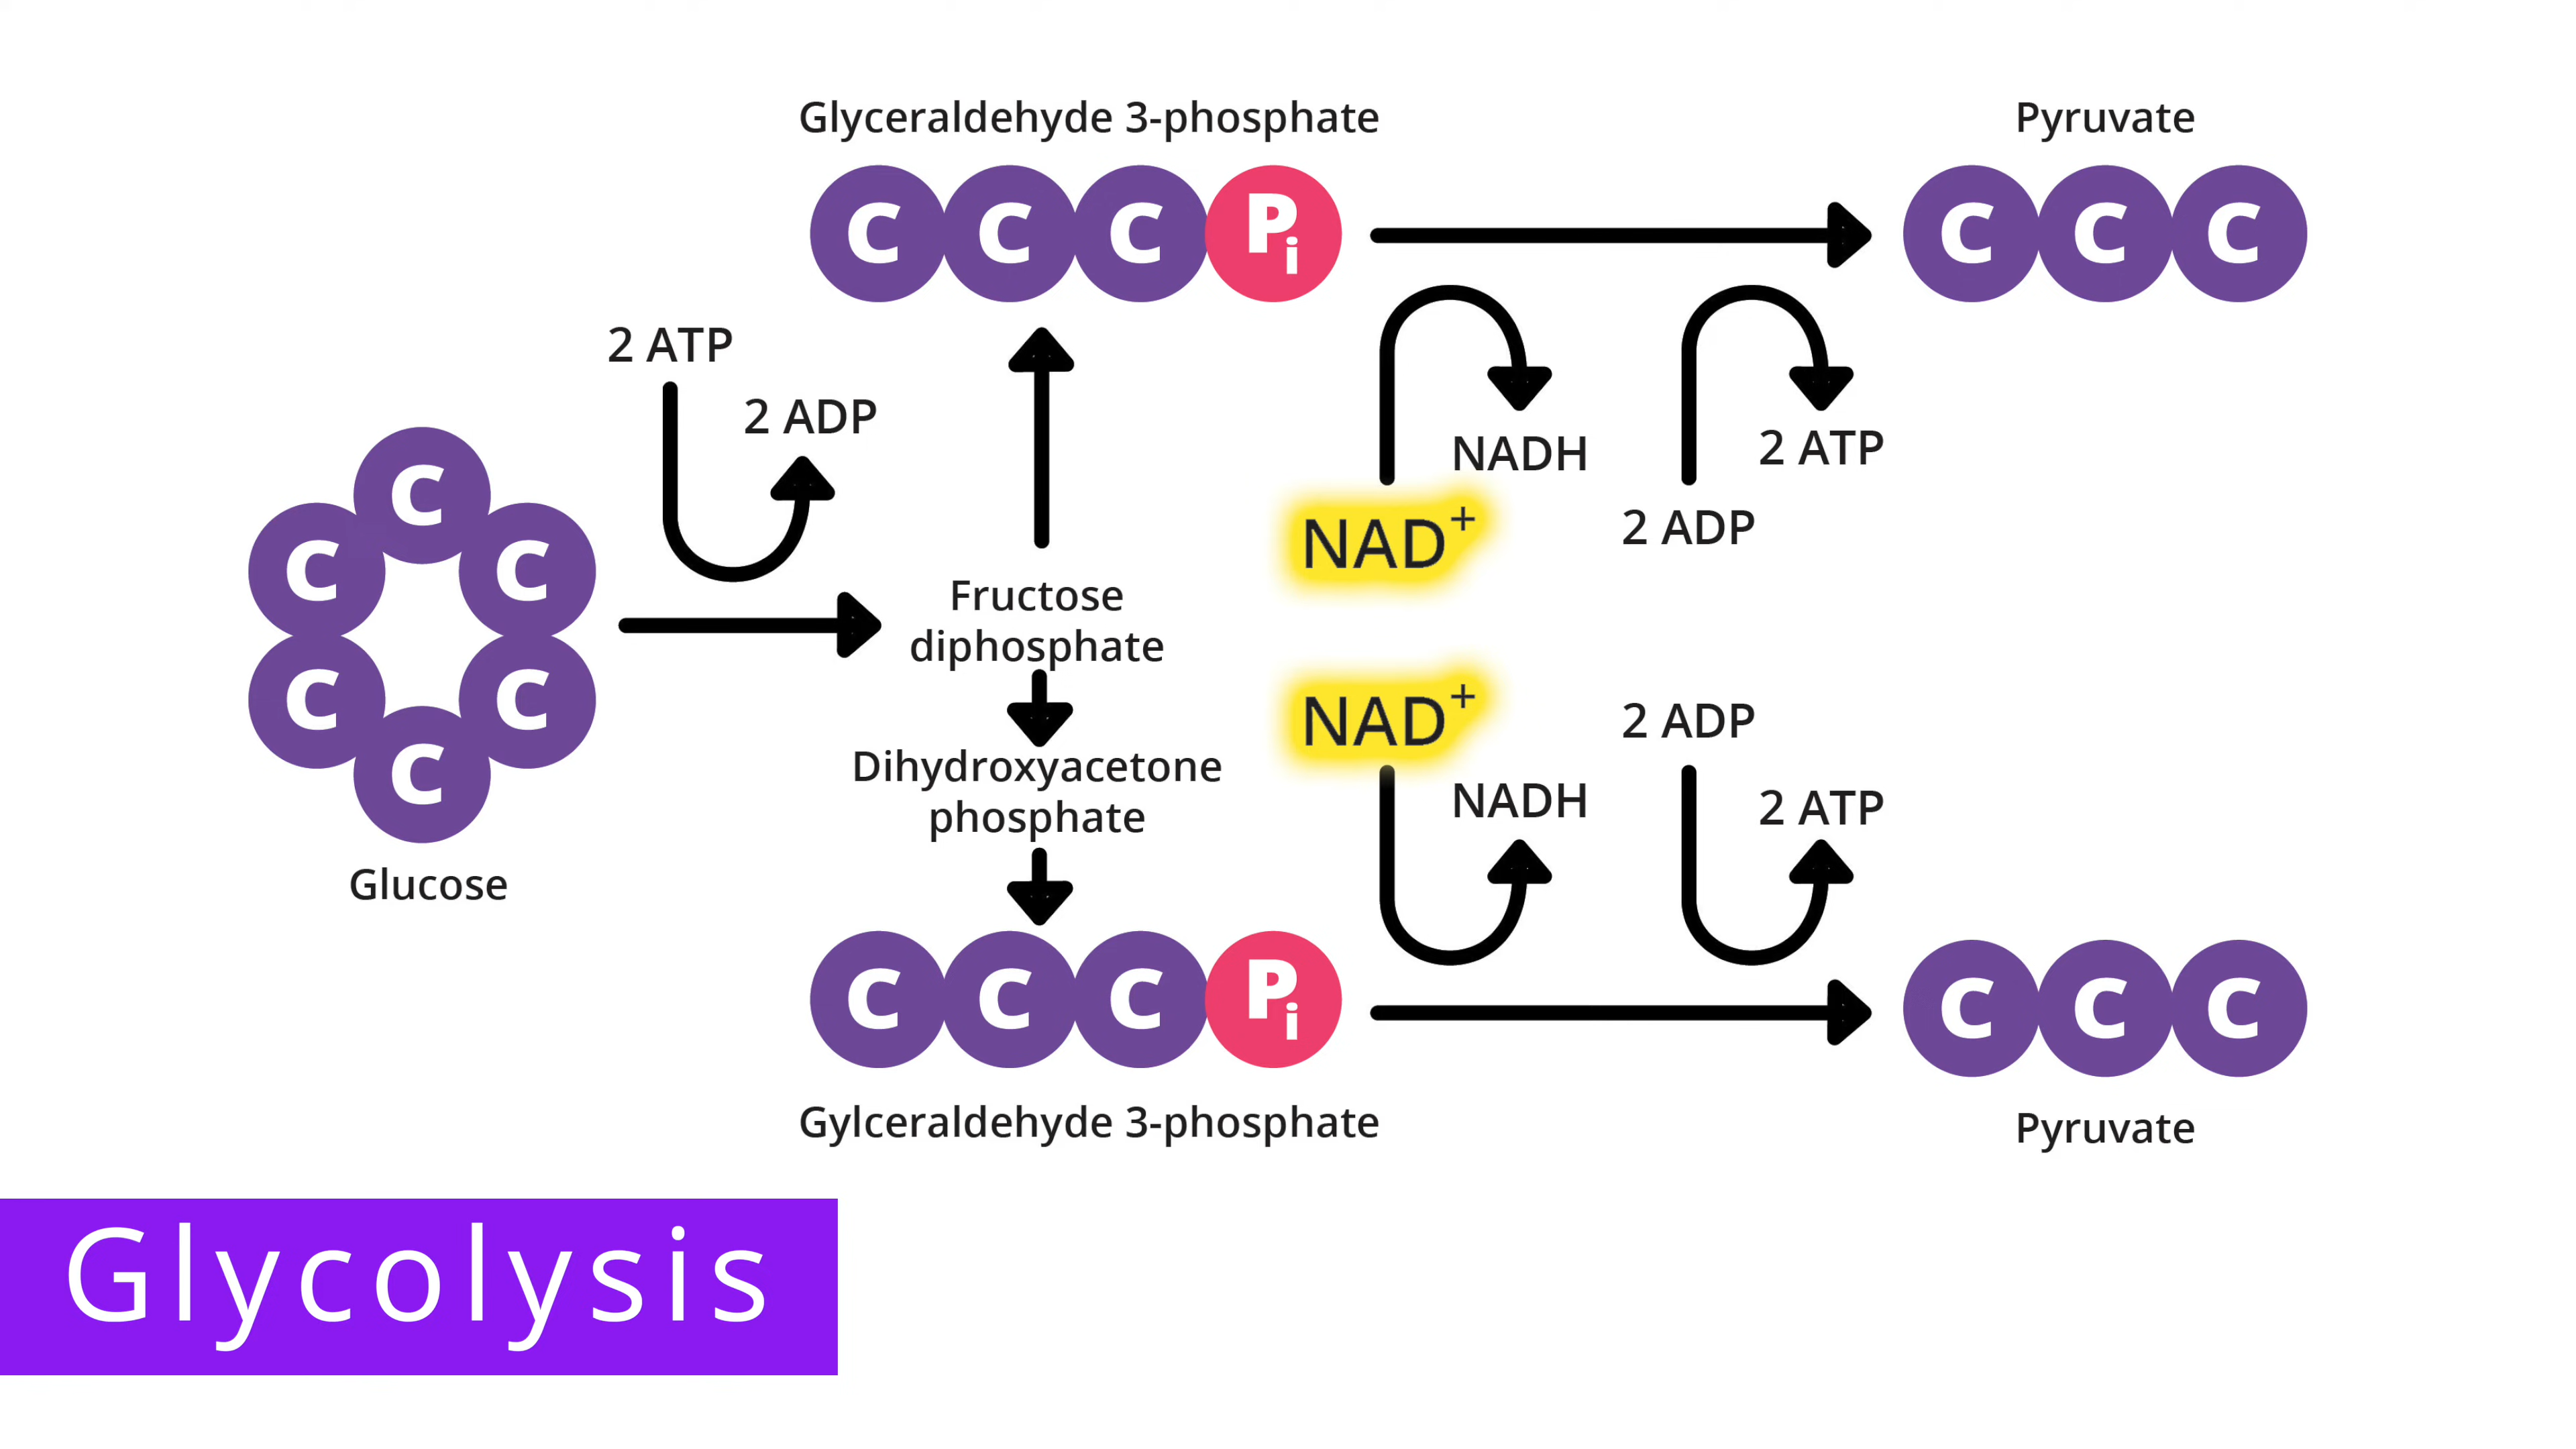 Glyceraldehyde 3-phosphate
Pyruvate
C C C Pi
C C C
2 ATP
2 ADP
NADH
2 ATP
NAD+
2 ADP
C
C C
C C
C
Glucose
Fructose
diphosphate
Dihydroxyacetone
phosphate
NAD+
2 ADP
NADH
2 ATP
C C C Pi
C C C
Gylceraldehyde 3-phosphate
Pyruvate
Glycolysis